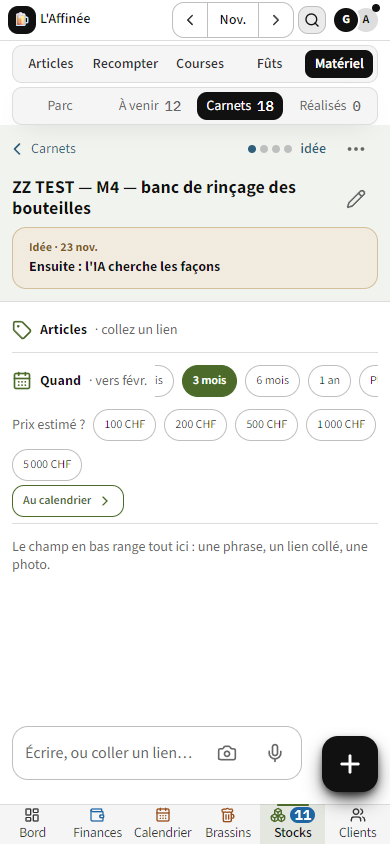 L'Affinée
Nov.
G A
Articles Recompter Courses Fûts Matériel
Parc À venir 12 Carnets 18 Réalisés 0
Carnets idée
ZZ TEST — M4 — banc de rinçage des
bouteilles
Idée · 23 nov.
Ensuite : l'IA cherche les façons
Articles · collez un lien
Quand · vers févr. is 3 mois 6 mois 1 an P
Prix estimé ? 100 CHF 200 CHF 500 CHF 1 000 CHF
5 000 CHF
Au calendrier
Le champ en bas range tout ici : une phrase, un lien collé, une
photo.
Écrire, ou coller un lien…
11
Bord Finances Calendrier Brassins Stocks Clients